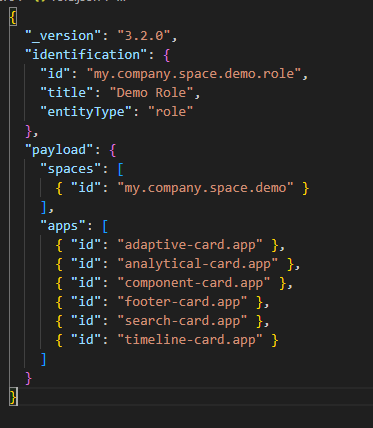 {
"_version": "3.2.0",
"identification": {
"id": "my.company.space.demo.role",
"title": "Demo Role",
"entityType": "role"
},
"payload": {
"spaces": [
{ "id": "my.company.space.demo" }
],
"apps": [
{ "id": "adaptive-card.app" },
{ "id": "analytical-card.app" },
{ "id": "component-card.app" },
{ "id": "footer-card.app" },
{ "id": "search-card.app" },
{ "id": "timeline-card.app" }
]
}
}